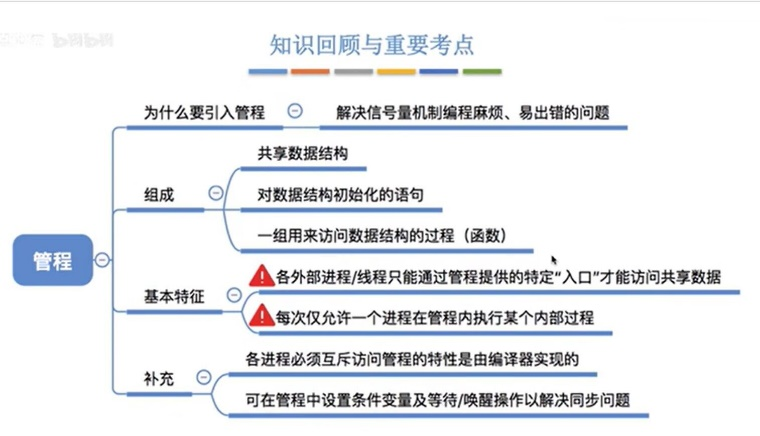 知识回顾与重要考点
为什么要引入管程
解决信号量机制编程麻烦、易出错的问题
共享数据结构
组成
对数据结构初始化的语句
一组用来访问数据结构的过程（函数）
管程
各外部进程/线程只能通过管程提供的特定“入口”才能访问共享数据
基本特征
每次仅允许一个进程在管程内执行某个内部过程
各进程必须互斥访问管程的特性是由编译器实现的
补充
可在管程中设置条件变量及等待/唤醒操作以解决同步问题